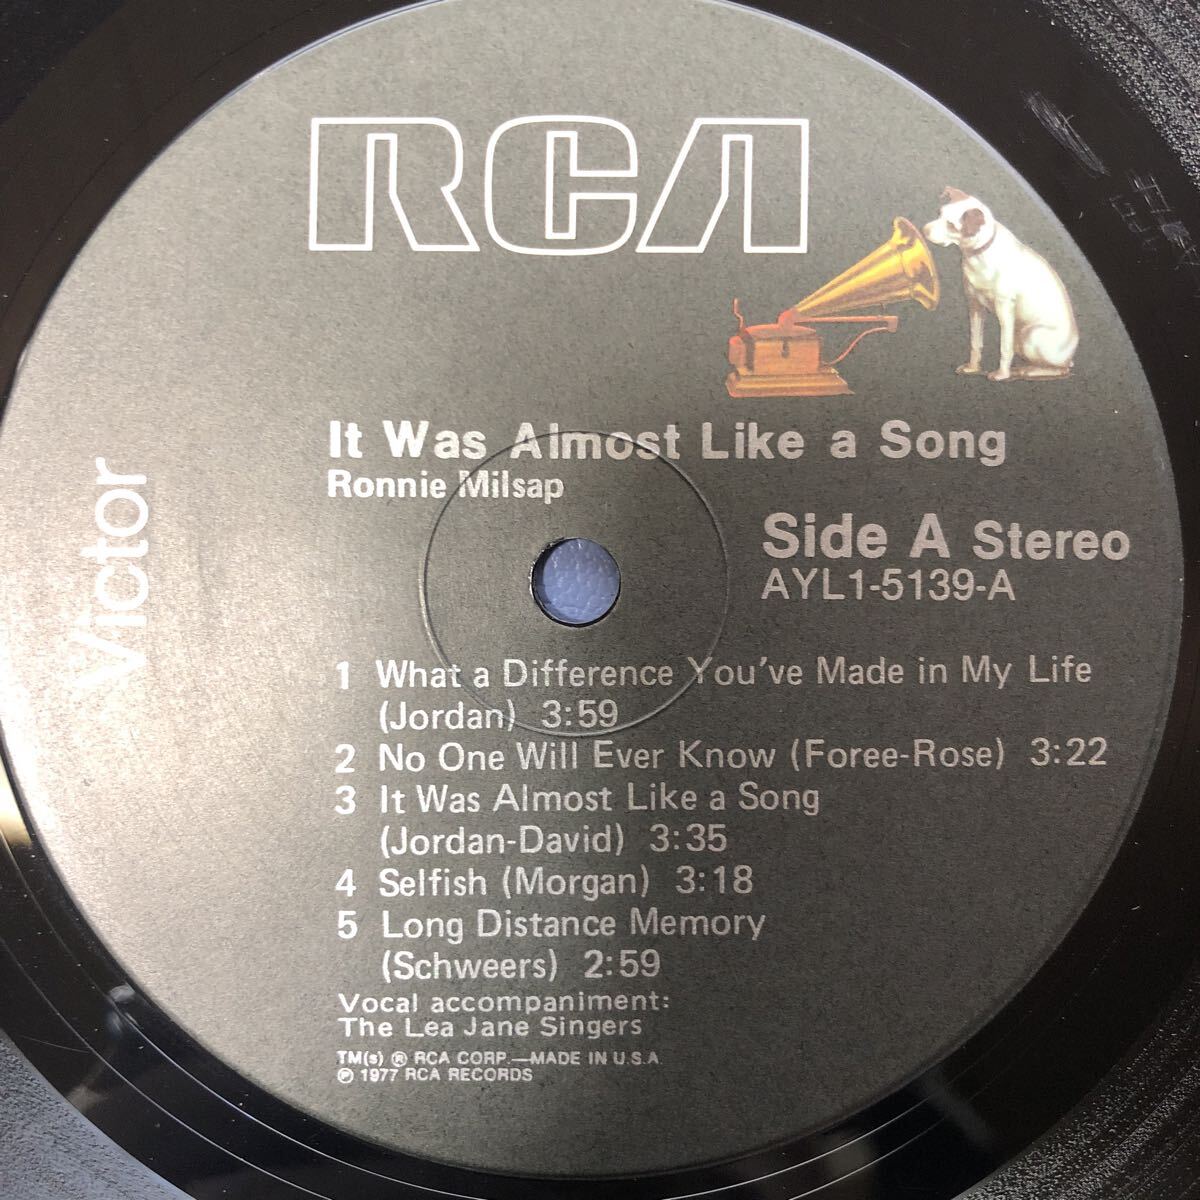 RCA
Victor
It Was Almost Like a Song
Ronnie Milsap
Side A Stereo
AYL1-5139-A
1 What a Difference You've Made in My Life
(Jordan) 3:59
2 No One Will Ever Know (Foree-Rose) 3:22
3 It Was Almost Like a Song
(Jordan-David) 3:35
4 Selfish (Morgan) 3:18
5 Long Distance Memory
(Schweers) 2:59
Vocal accompaniment:
The Lea Jane Singers
TM(s) ® RCA CORP.—MADE IN U.S.A
℗ 1977 RCA RECORDS